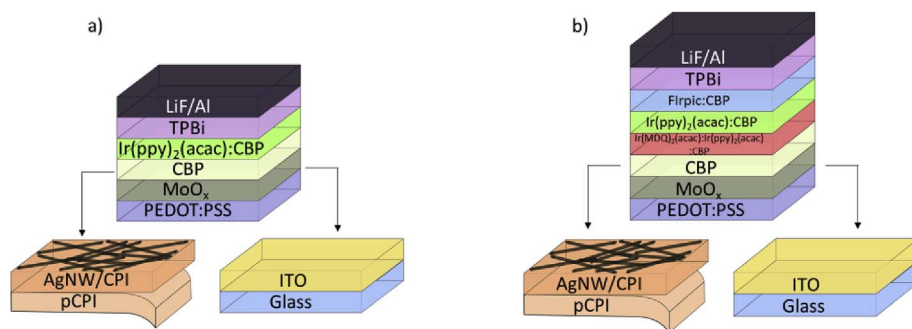 a)
LiF/Al
TPBi
Ir(ppy)₂(acac):CBP
CBP
MoOₓ
PEDOT:PSS
AgNW/CPI
pCPI
ITO
Glass
b)
LiF/Al
TPBi
FIrpic:CBP
Ir(ppy)₂(acac):CBP
Ir(MDQ)₂(acac):Ir(ppy)₂(acac)
:CBP
CBP
MoOₓ
PEDOT:PSS
AgNW/CPI
pCPI
ITO
Glass